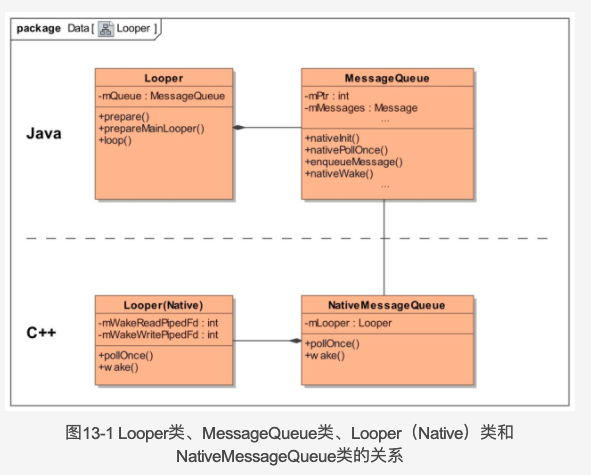 package Data [ Looper ]
Java
Looper
-mQueue : MessageQueue
+prepare()
+prepareMainLooper()
+loop()
MessageQueue
-mPtr : int
-mMessages : Message
...
+nativeInit()
+nativePollOnce()
+enqueueMessage()
+nativeWake()
...
C++
Looper(Native)
-mWakeReadPipedFd : int
-mWakeWritePipedFd : int
+pollOnce()
+wake()
NativeMessageQueue
-mLooper : Looper
+pollOnce()
+wake()
图13-1 Looper类、MessageQueue类、Looper（Native）类和
NativeMessageQueue类的关系